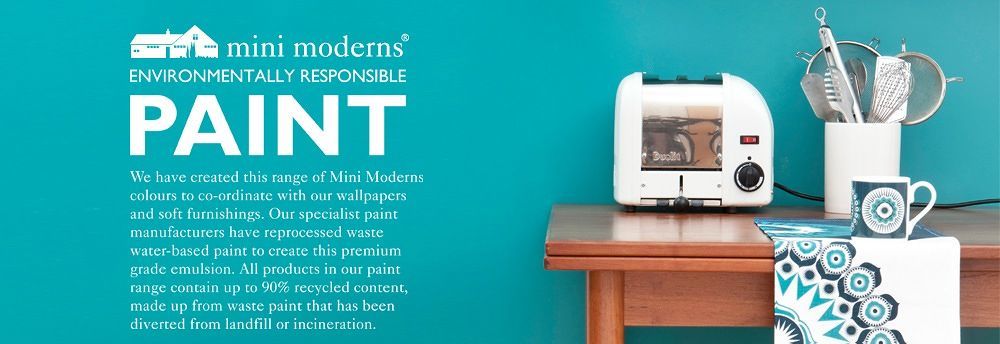 mini moderns®
ENVIRONMENTALLY RESPONSIBLE
PAINT
We have created this range of Mini Moderns
colours to co-ordinate with our wallpapers
and soft furnishings. Our specialist paint
manufacturers have reprocessed waste
water-based paint to create this premium
grade emulsion. All products in our paint
range contain up to 90% recycled content,
made up from waste paint that has been
diverted from landfill or incineration.
Dualit